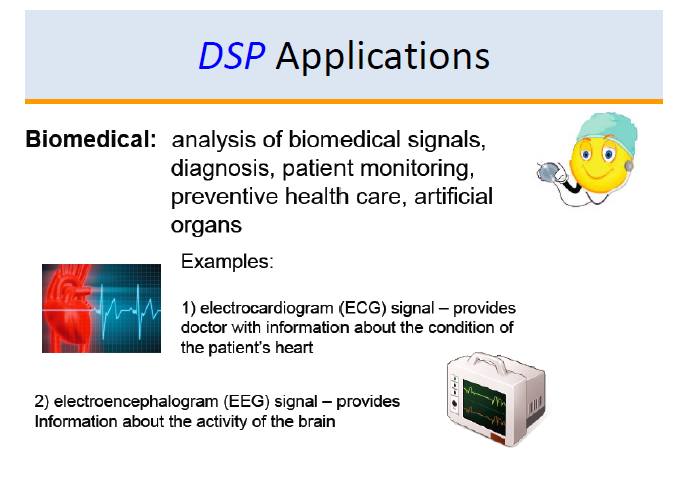 DSP Applications
Biomedical: analysis of biomedical signals,
diagnosis, patient monitoring,
preventive health care, artificial
organs
Examples:
1) electrocardiogram (ECG) signal – provides
doctor with information about the condition of
the patient's heart
2) electroencephalogram (EEG) signal – provides
Information about the activity of the brain